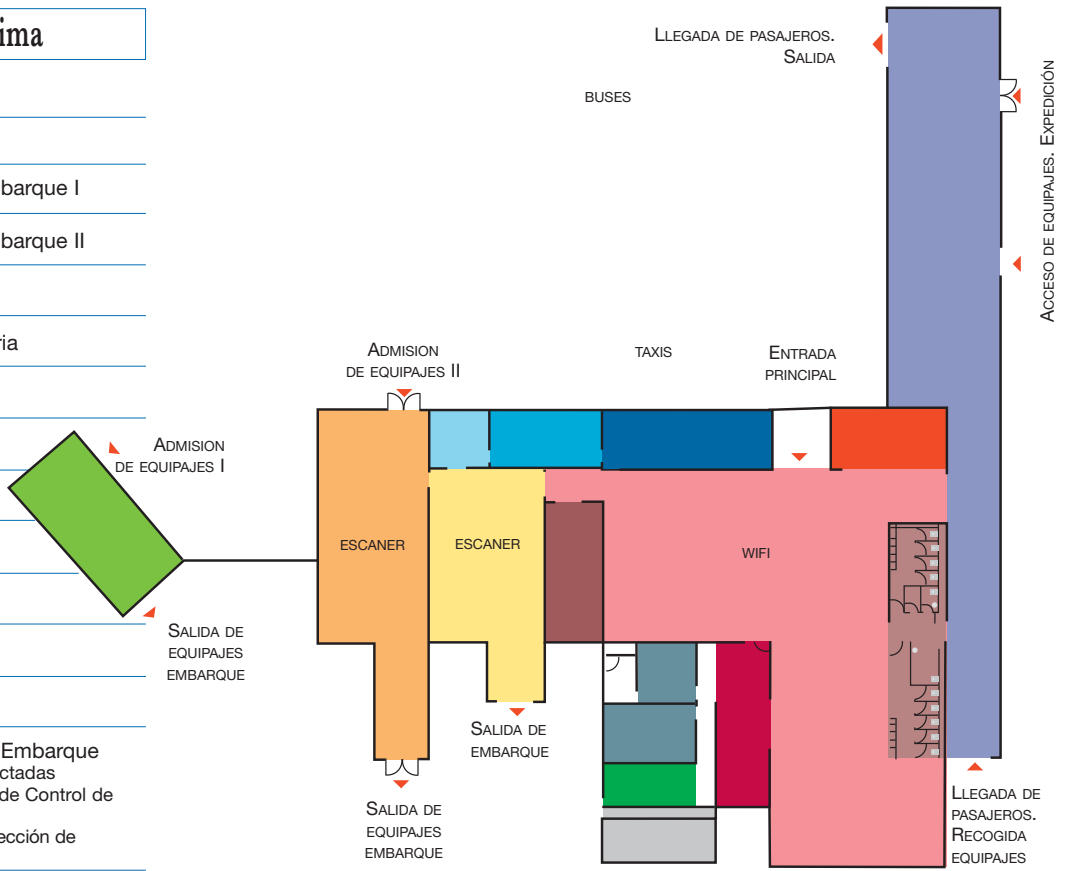 ima
barque I
barque II
ria
Embarque
ctadas
de Control de
ección de
LLEGADA DE PASAJEROS.
SALIDA
BUSES
ACCESO DE EQUIPAJES. EXPEDICIÓN
ADMISION
DE EQUIPAJES II
TAXIS
ENTRADA
PRINCIPAL
ADMISION
DE EQUIPAJES I
ESCANER
ESCANER
WIFI
SALIDA DE
EQUIPAJES
EMBARQUE
SALIDA DE
EMBARQUE
SALIDA DE
EQUIPAJES
EMBARQUE
LLEGADA DE
PASAJEROS.
RECOGIDA
EQUIPAJES